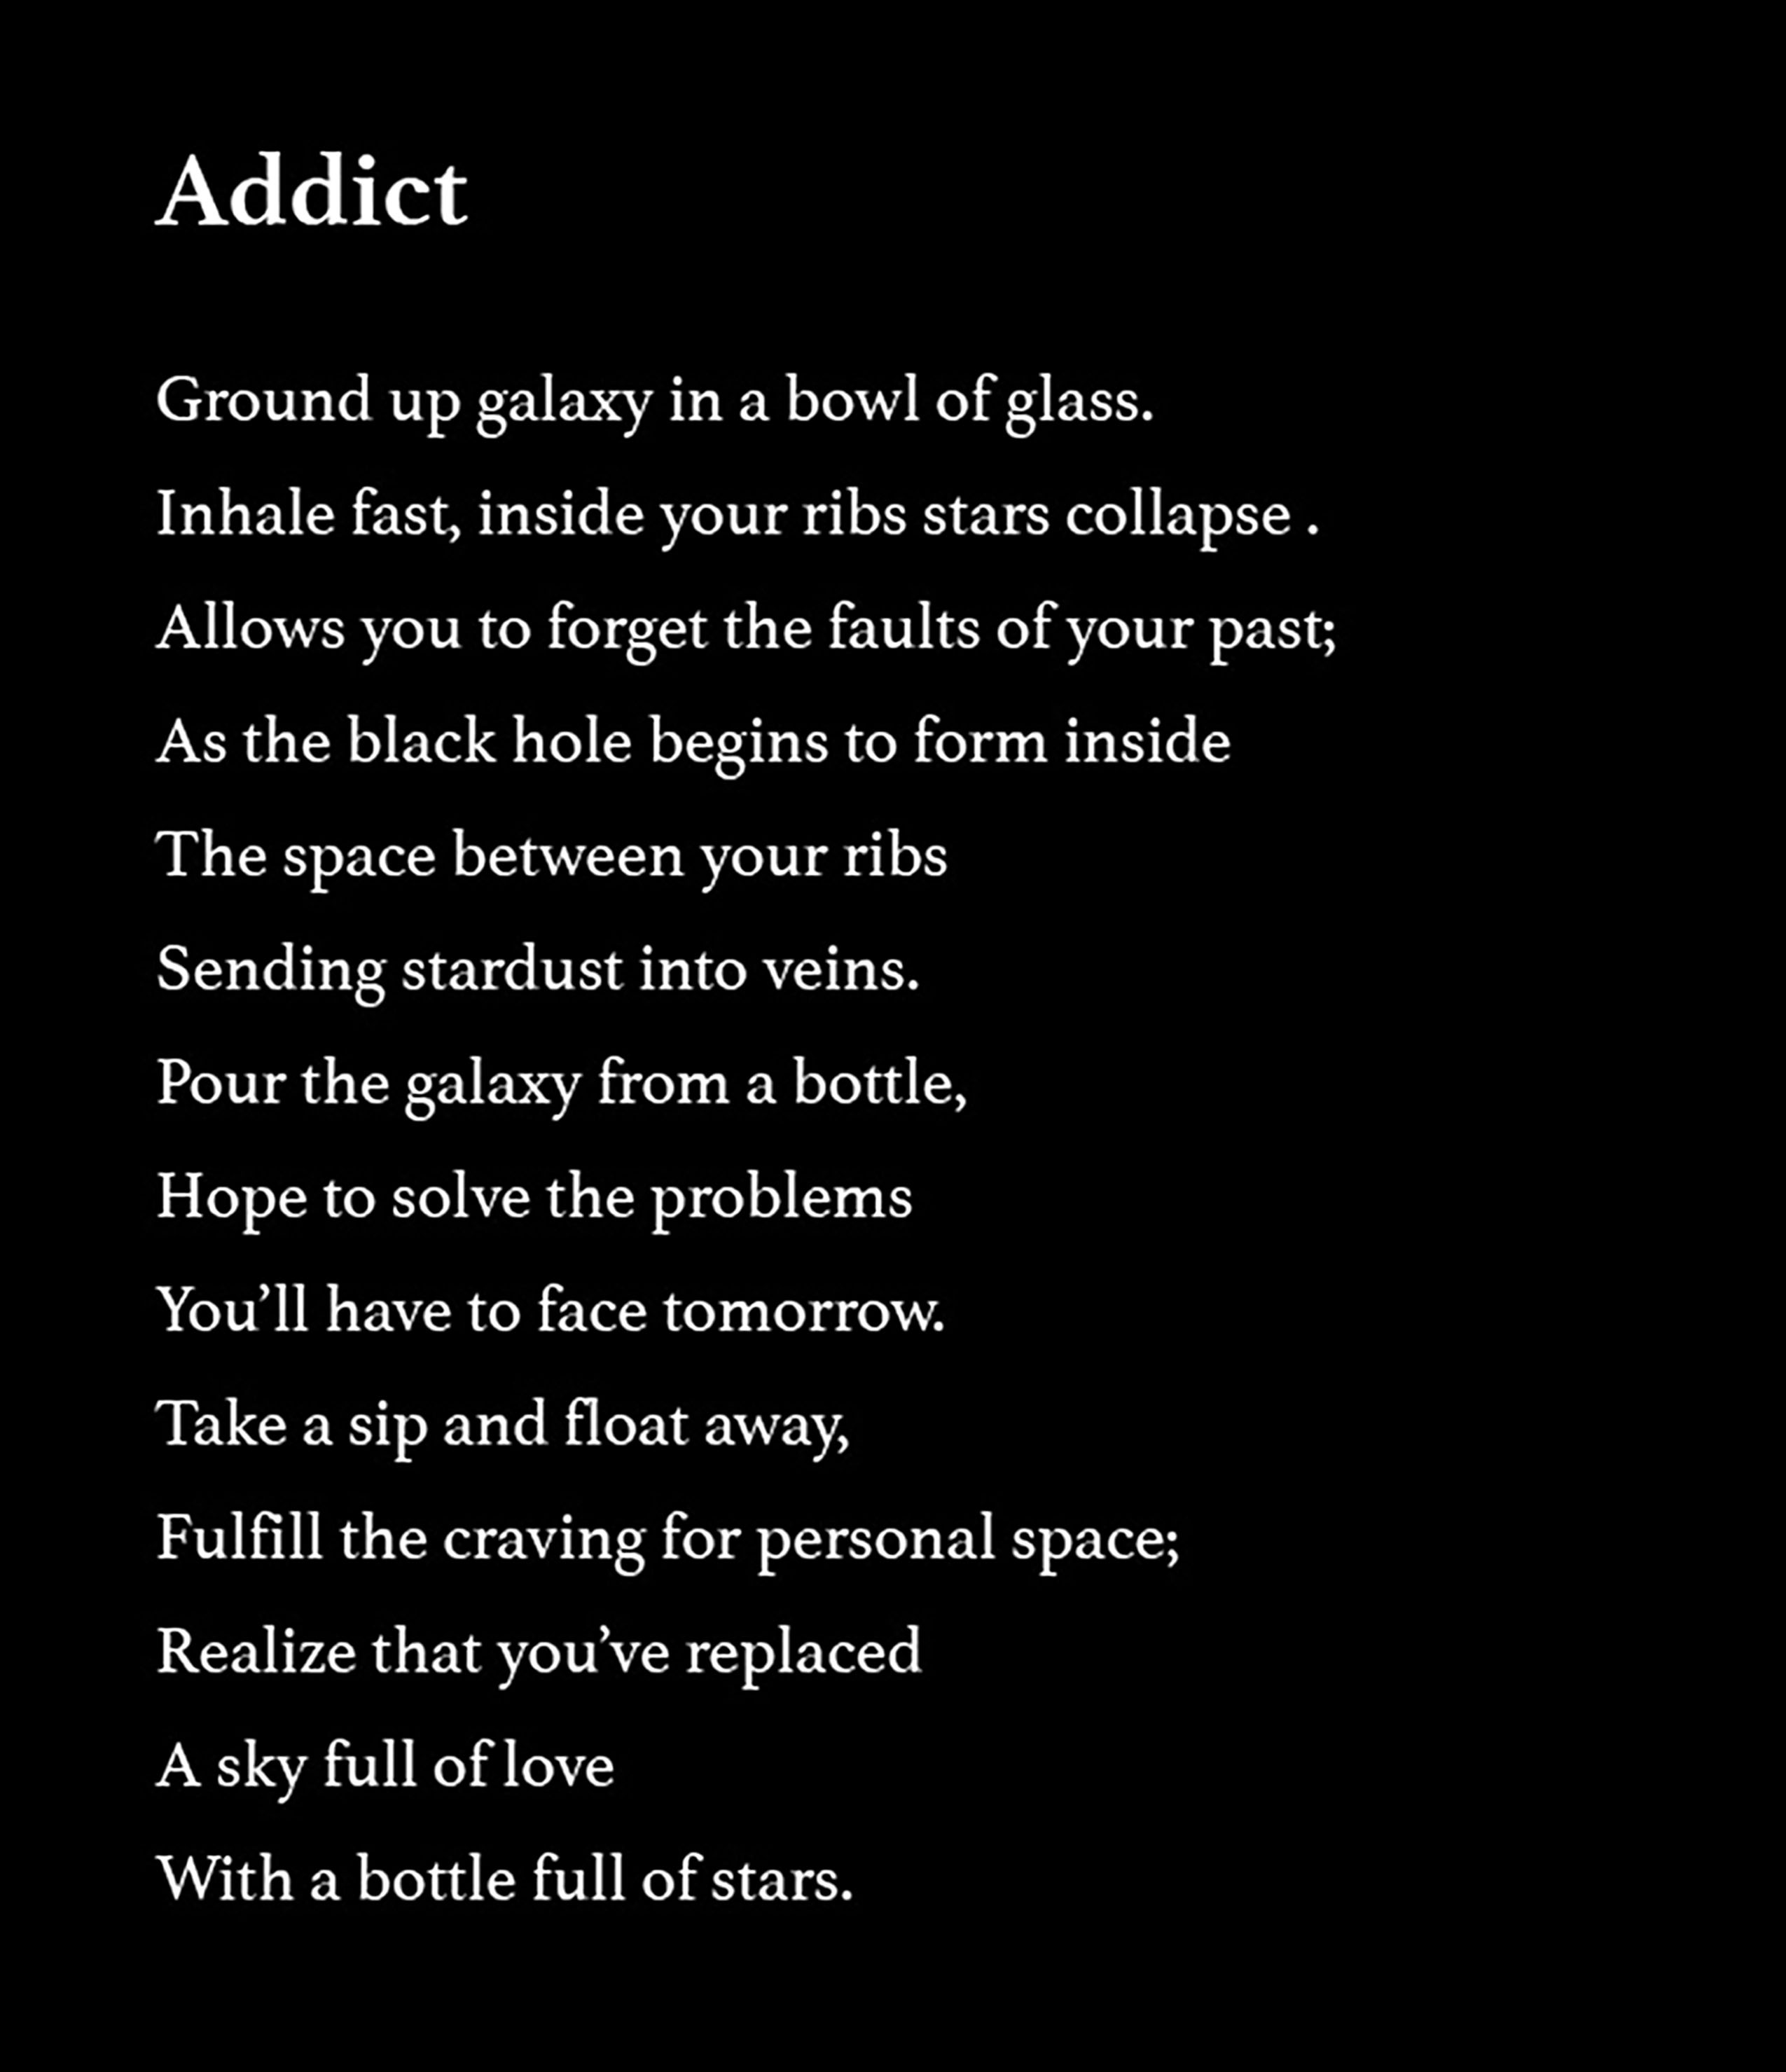 Addict
Ground up galaxy in a bowl of glass.
Inhale fast, inside your ribs stars collapse .
Allows you to forget the faults of your past;
As the black hole begins to form inside
The space between your ribs
Sending stardust into veins.
Pour the galaxy from a bottle,
Hope to solve the problems
You’ll have to face tomorrow.
Take a sip and float away,
Fulfill the craving for personal space;
Realize that you’ve replaced
A sky full of love
With a bottle full of stars.